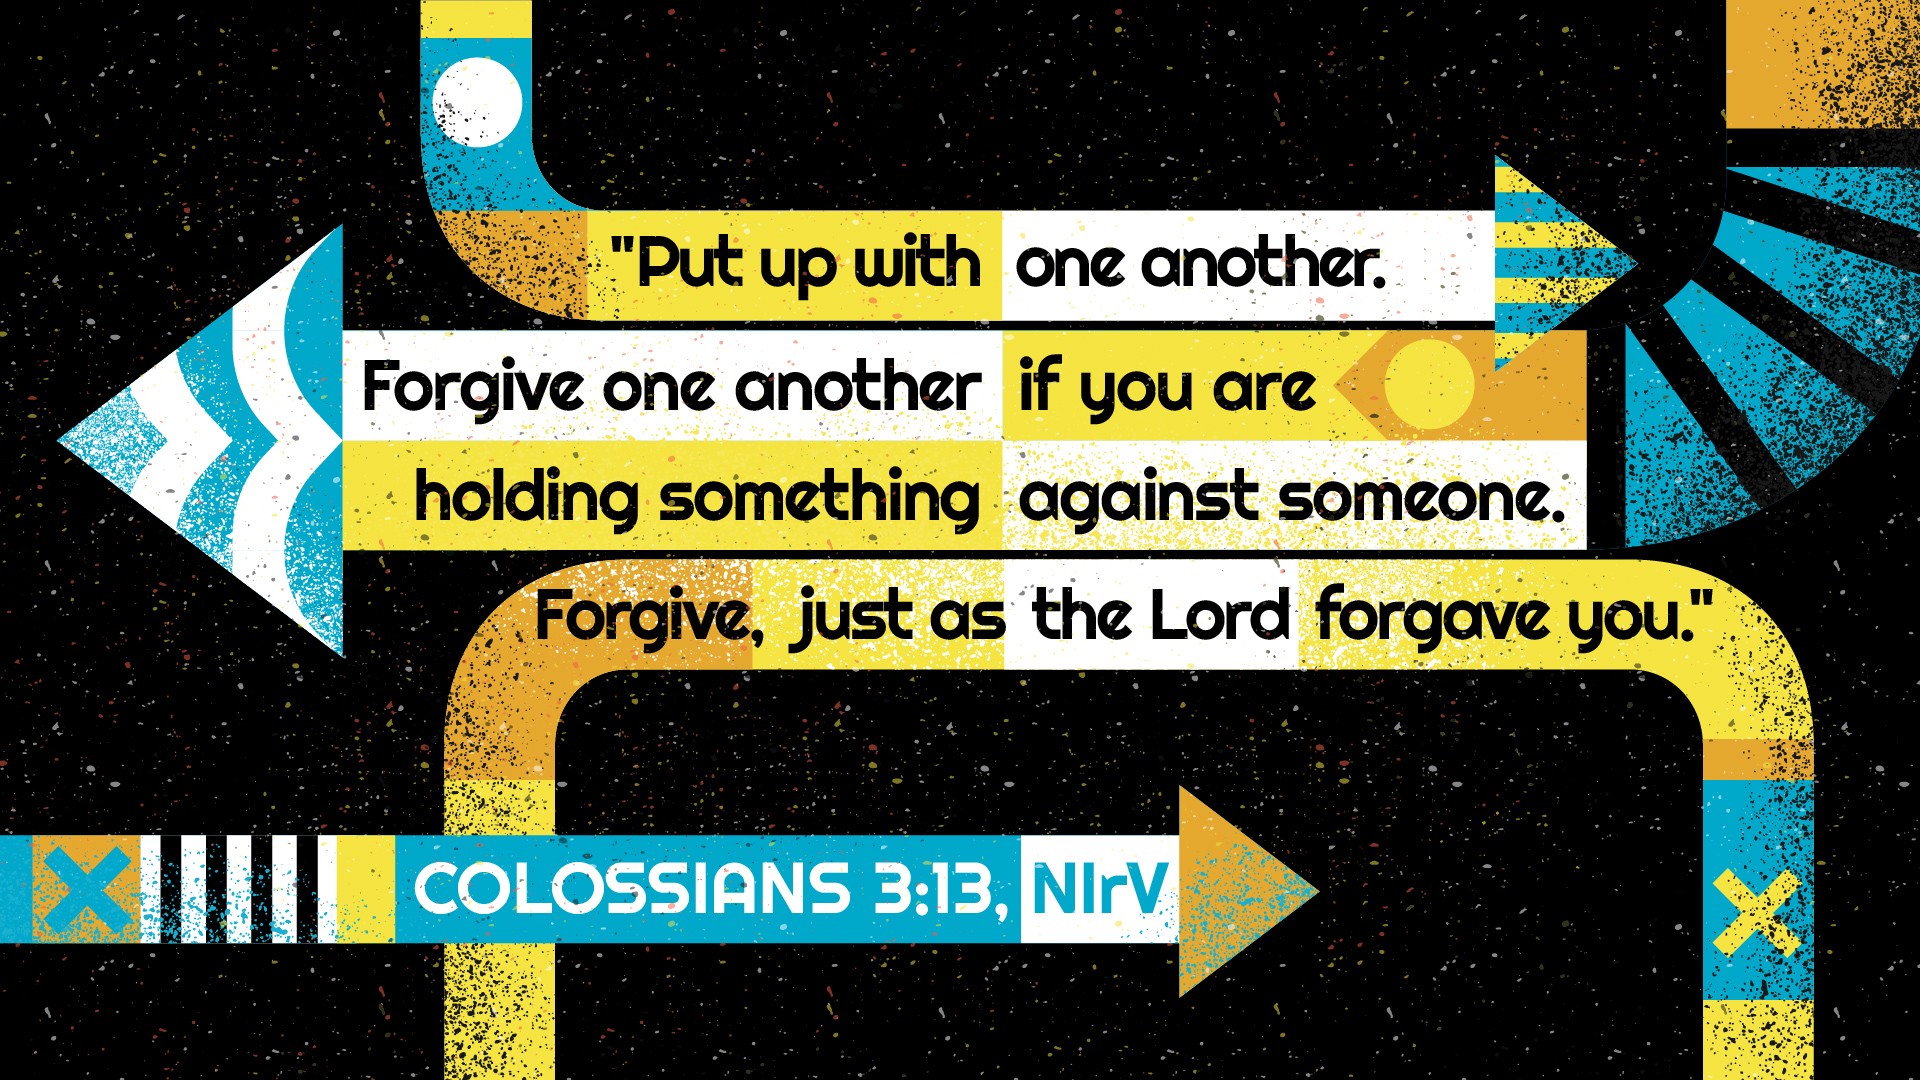 "Put up with one another.
Forgive one another if you are
holding something against someone.
Forgive, just as the Lord forgave you."
COLOSSIANS 3:13, NIrV